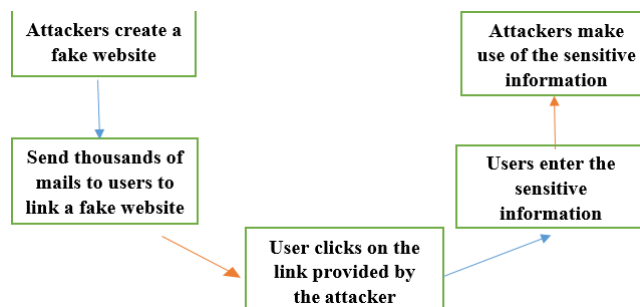 Attackers create a
fake website
Send thousands of
mails to users to
link a fake website
User clicks on the
link provided by
the attacker
Users enter the
sensitive
information
Attackers make
use of the sensitive
information